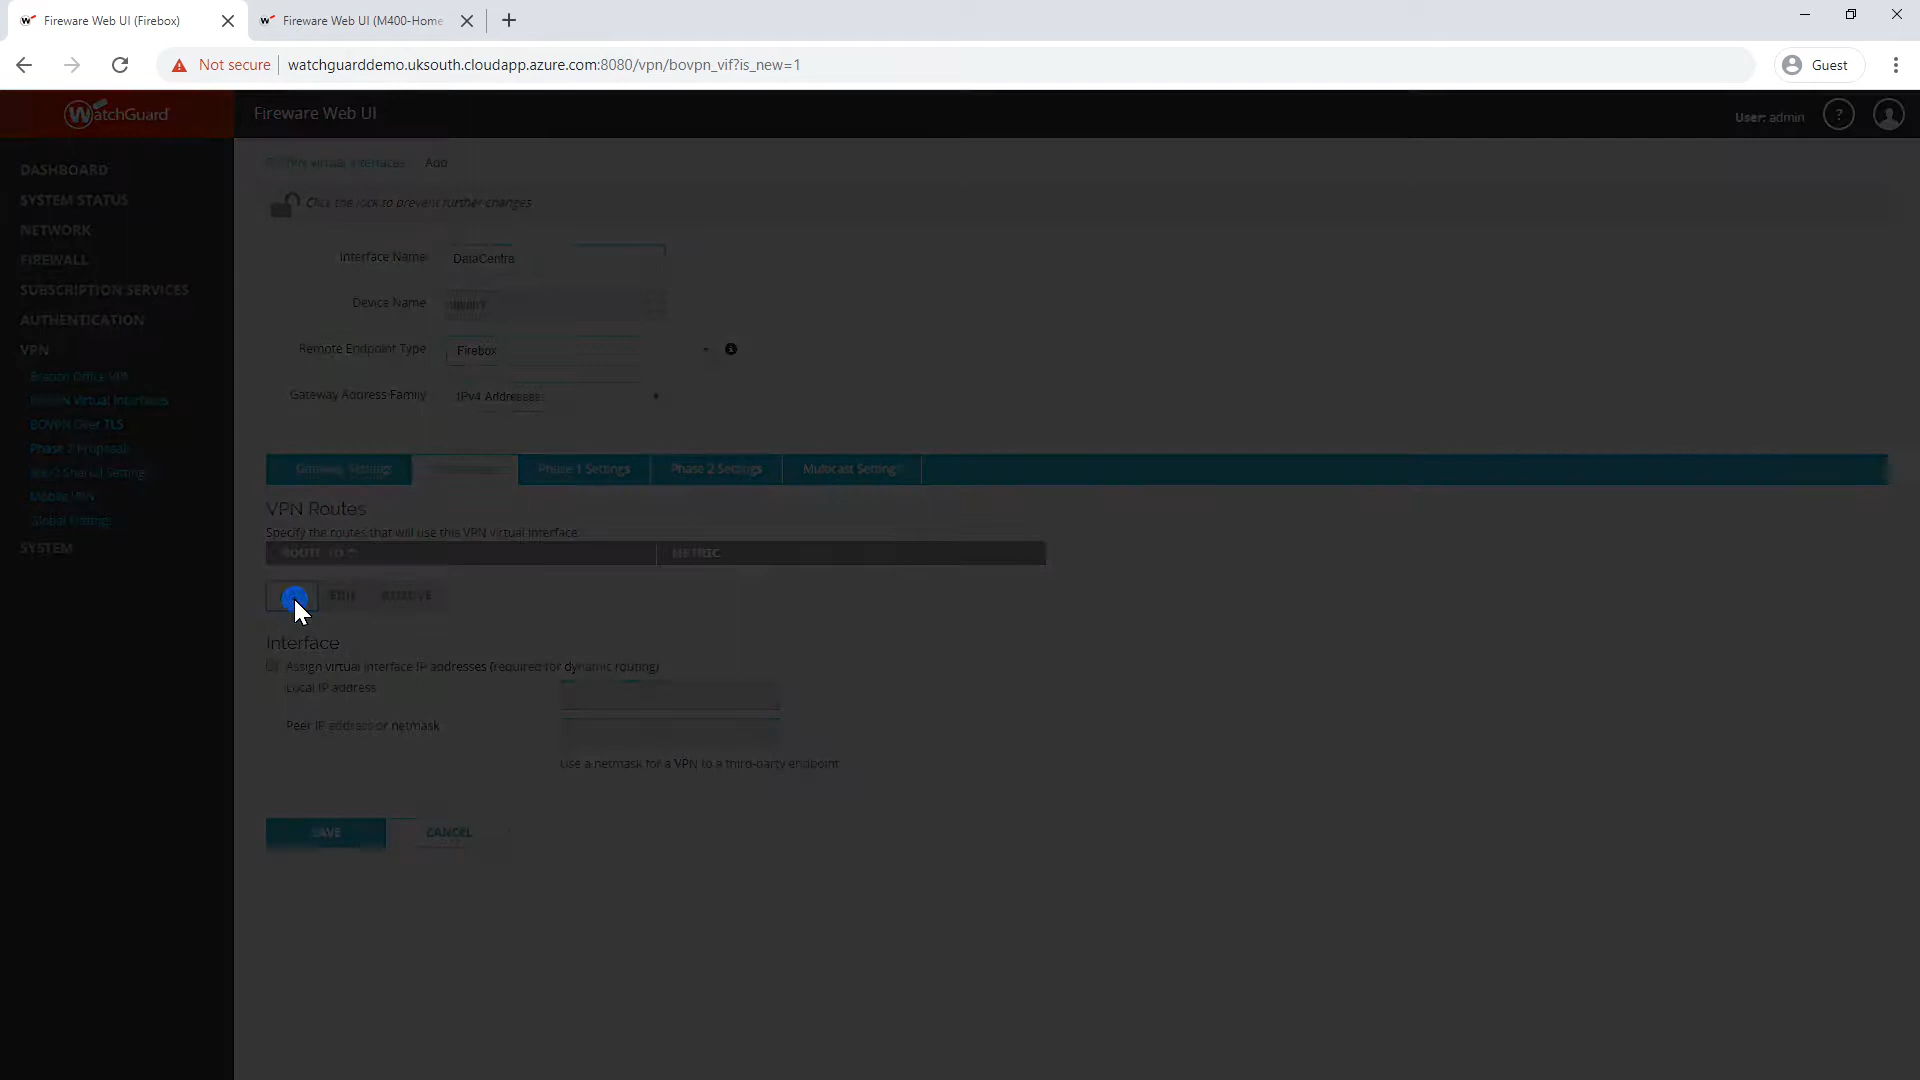 Fireware Web UI (Firebox)
Fireware Web UI (M400-Home
Not secure
watchguarddemo.uksouth.cloudapp.azure.com:8080/vpn/bovpn_vif?is_new=1
Guest
WatchGuard
Fireware Web UI
User: admin
?
DASHBOARD
SYSTEM STATUS
NETWORK
FIREWALL
SUBSCRIPTION SERVICES
AUTHENTICATION
VPN
Branch Office VPN
BOVPN Virtual Interfaces
BOVPN Over TLS
Phase 2 Proposals
IKEv2 Shared Settings
Mobile VPN
Global Settings
SYSTEM
BOVPN virtual interfaces Add
Click the lock to prevent further changes
Interface Name DataCentre
Device Name
Remote Endpoint Type Firebox
Gateway Address Family IPv4 Addresses
Gateway Settings Phase 1 Settings Phase 2 Settings Multicast Settings
VPN Routes
Specify the routes that will use this VPN virtual interface
ROUTE TO METRIC
EDIT REMOVE
Interface
Assign virtual interface IP addresses (required for dynamic routing)
Local IP address
Peer IP address or netmask
Use a netmask for a VPN to a third-party endpoint
SAVE CANCEL